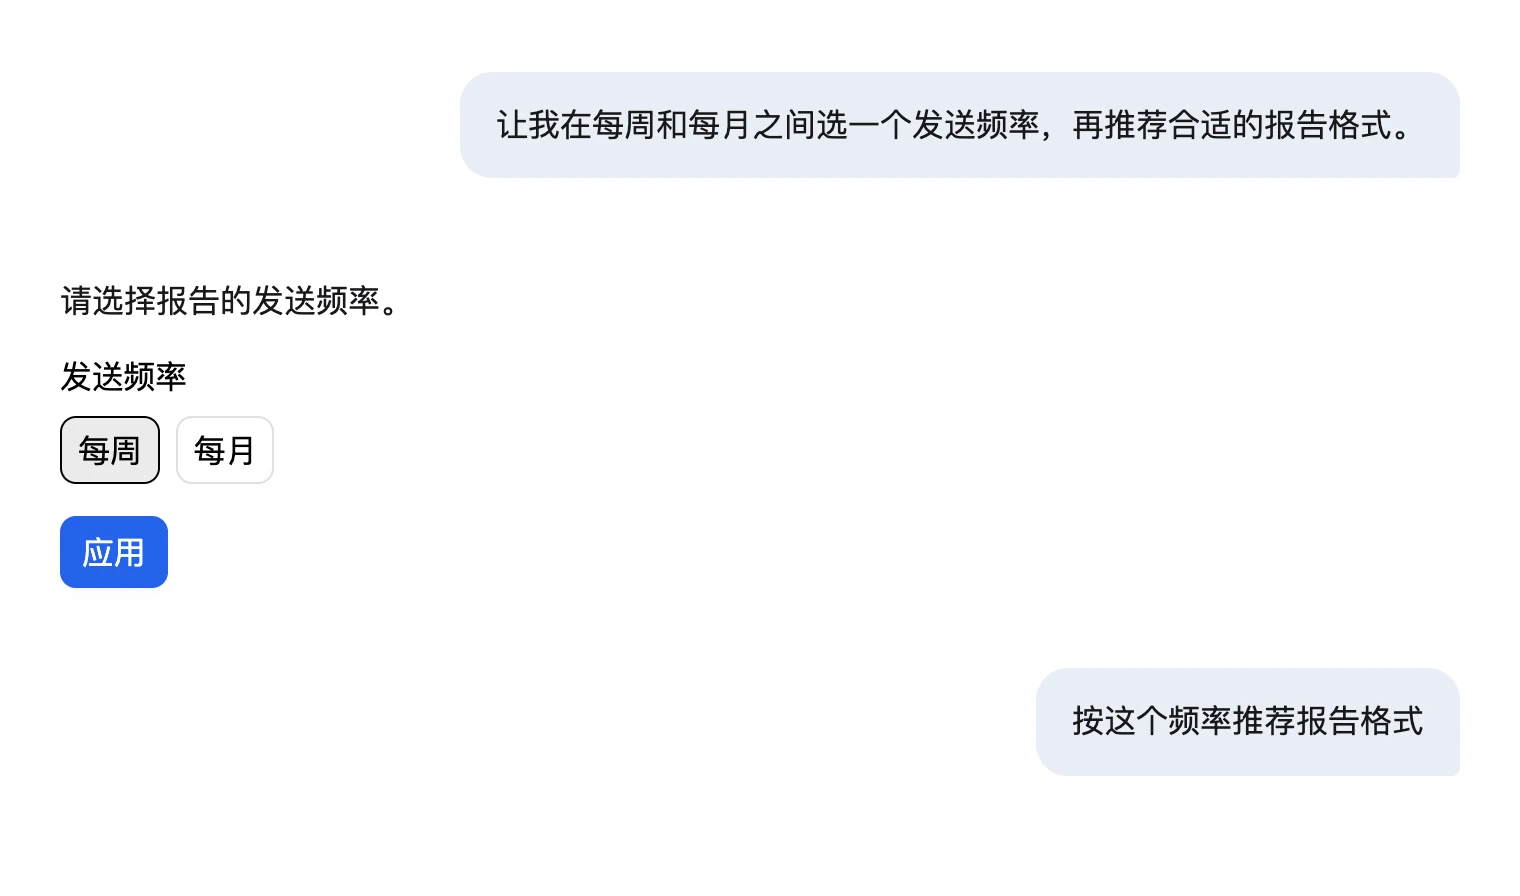 让我在每周和每月之间选一个发送频率，再推荐合适的报告格式。
请选择报告的发送频率。
发送频率
每周 每月
应用
按这个频率推荐报告格式